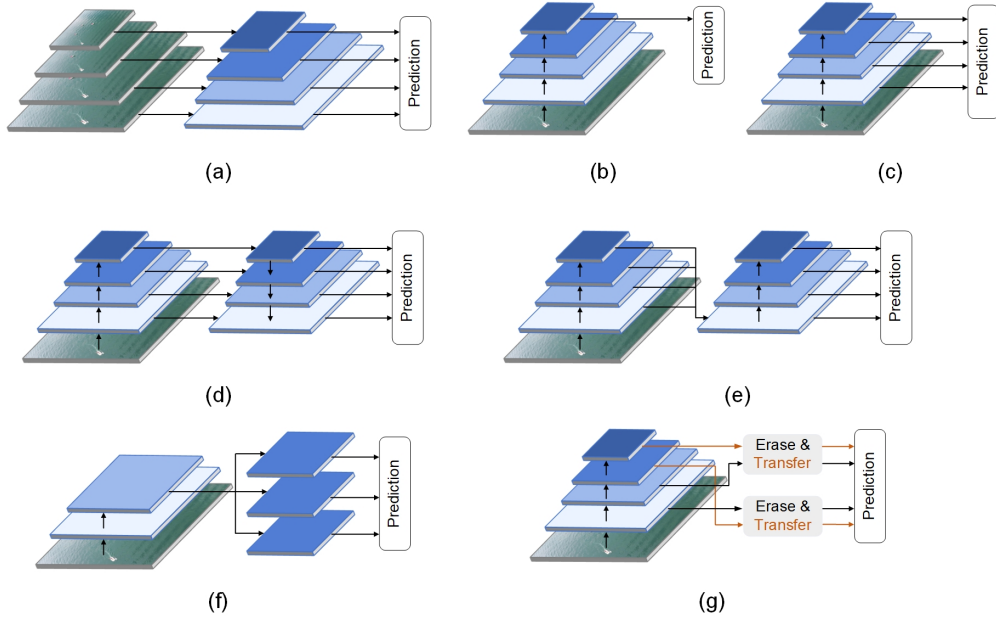 Prediction
(a)
Prediction
(b)
Prediction
(c)
Prediction
(d)
Prediction
(e)
Prediction
(f)
Erase &
Transfer
Erase &
Transfer
Prediction
(g)